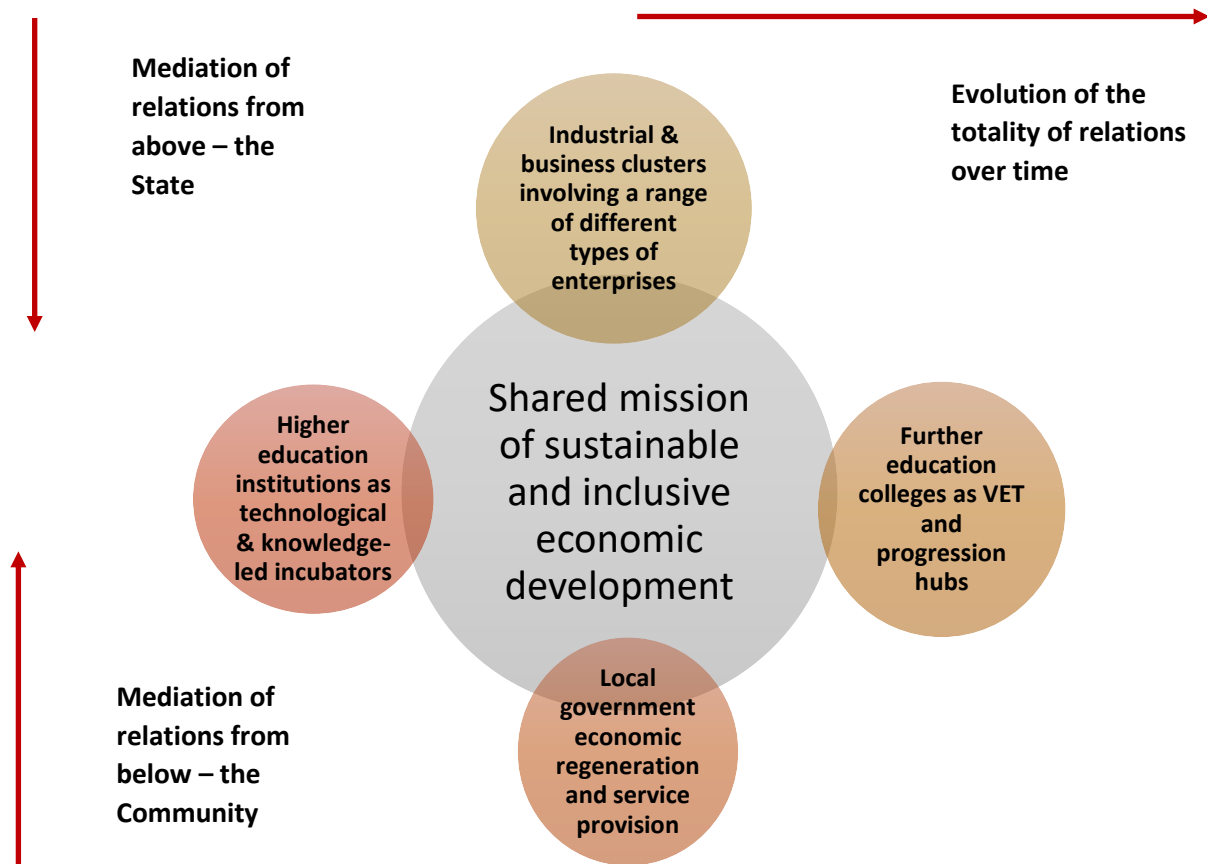 Mediation of
relations from
above – the
State
Industrial &
business clusters
involving a range
of different
types of
enterprises
Evolution of the
totality of relations
over time
Higher
education
institutions as
technological
& knowledge-
led incubators
Shared mission
of sustainable
and inclusive
economic
development
Further
education
colleges as VET
and
progression
hubs
Mediation of
relations from
below – the
Community
Local
government
economic
regeneration
and service
provision